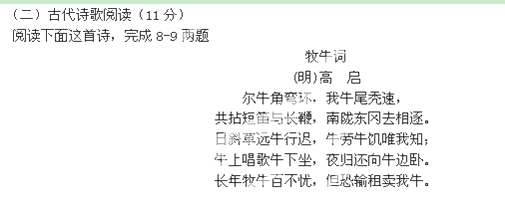 （二）古代诗歌阅读（11 分）
阅读下面这首诗，完成 8-9 两题
牧牛词
(明)高　启
尔牛角弯环，我牛尾秃速，
共拈短笛与长鞭，南陇东冈去相逐。
日斜草远牛行迟，牛劳牛饥唯我知；
牛上唱歌牛下坐，夜归还向牛边卧。
长年牧牛百不忧，但恐输租卖我牛。